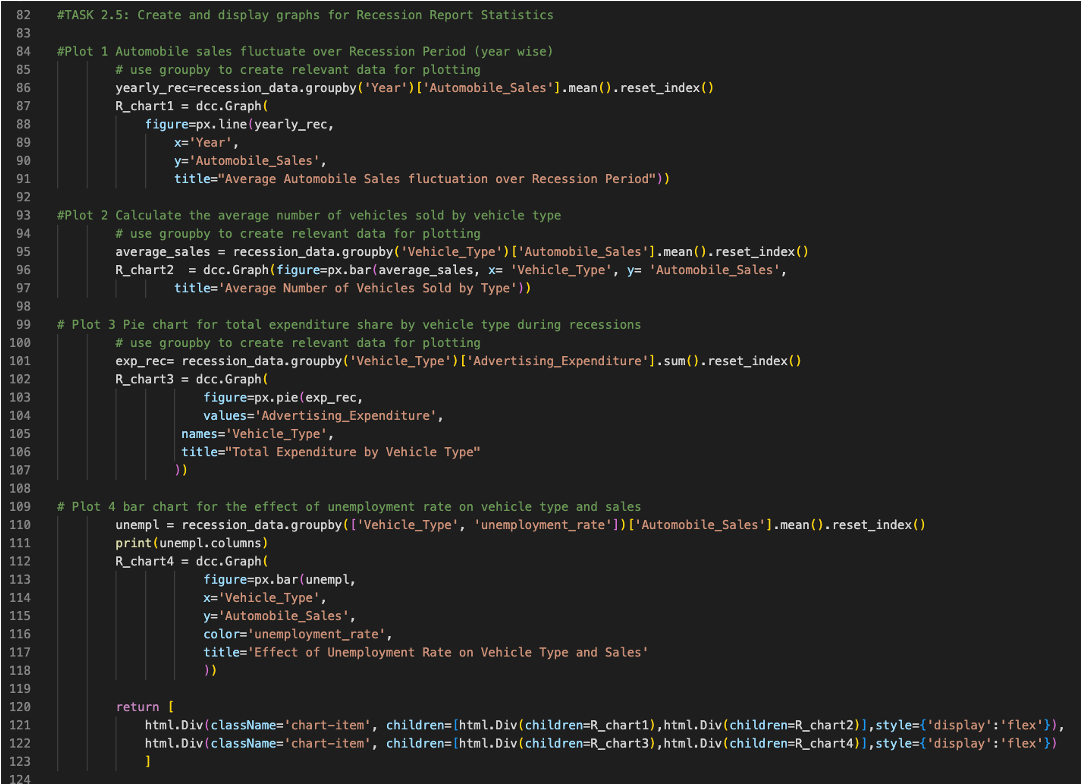 82 #TASK 2.5: Create and display graphs for Recession Report Statistics
83
84 #Plot 1 Automobile sales fluctuate over Recession Period (year wise)
85 # use groupby to create relevant data for plotting
86 yearly_rec=recession_data.groupby('Year')['Automobile_Sales'].mean().reset_index()
87 R_chart1 = dcc.Graph(
88 figure=px.line(yearly_rec,
89 x='Year',
90 y='Automobile_Sales',
91 title="Average Automobile Sales fluctuation over Recession Period"))
92
93 #Plot 2 Calculate the average number of vehicles sold by vehicle type
94 # use groupby to create relevant data for plotting
95 average_sales = recession_data.groupby('Vehicle_Type')['Automobile_Sales'].mean().reset_index()
96 R_chart2  = dcc.Graph(figure=px.bar(average_sales, x= 'Vehicle_Type', y= 'Automobile_Sales',
97 title='Average Number of Vehicles Sold by Type'))
98
99 # Plot 3 Pie chart for total expenditure share by vehicle type during recessions
100 # use groupby to create relevant data for plotting
101 exp_rec= recession_data.groupby('Vehicle_Type')['Advertising_Expenditure'].sum().reset_index()
102 R_chart3 = dcc.Graph(
103 figure=px.pie(exp_rec,
104 values='Advertising_Expenditure',
105 names='Vehicle_Type',
106 title="Total Expenditure by Vehicle Type"
107 ))
108
109 # Plot 4 bar chart for the effect of unemployment rate on vehicle type and sales
110 unempl = recession_data.groupby(['Vehicle_Type', 'unemployment_rate'])['Automobile_Sales'].mean().reset_index()
111 print(unempl.columns)
112 R_chart4 = dcc.Graph(
113 figure=px.bar(unempl,
114 x='Vehicle_Type',
115 y='Automobile_Sales',
116 color='unemployment_rate',
117 title='Effect of Unemployment Rate on Vehicle Type and Sales'
118 ))
119
120 return [
121 html.Div(className='chart-item', children=[html.Div(children=R_chart1),html.Div(children=R_chart2)],style={'display':'flex'}),
122 html.Div(className='chart-item', children=[html.Div(children=R_chart3),html.Div(children=R_chart4)],style={'display':'flex'})
123 ]
124